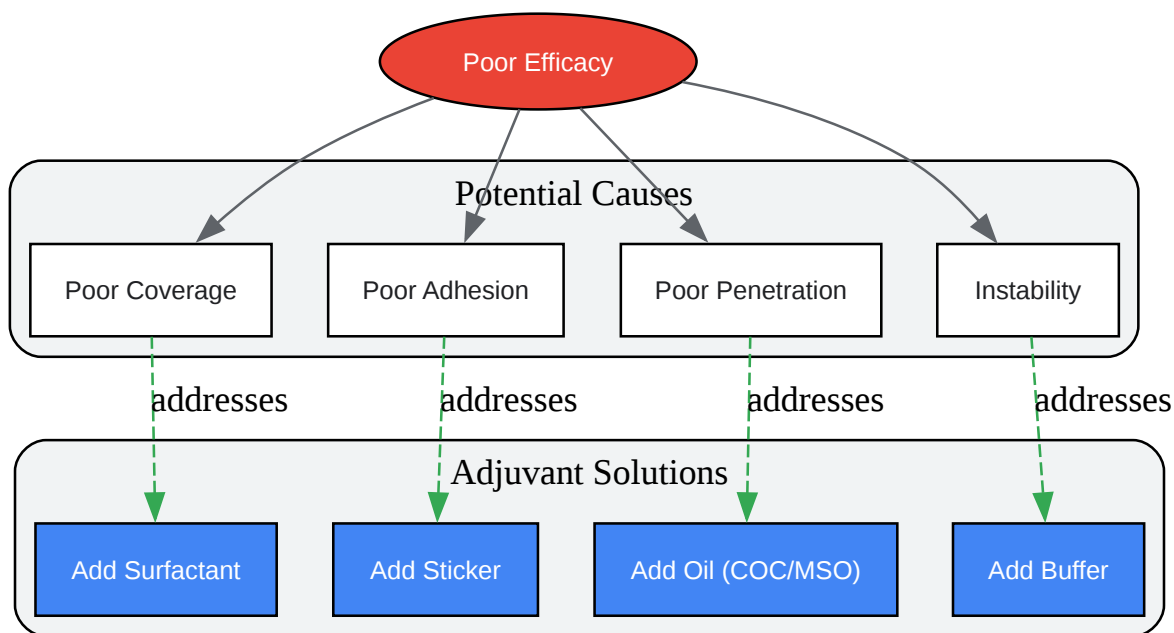 Poor Efficacy
Potential Causes
Poor Coverage
Poor Adhesion
Poor Penetration
Instability
addresses
addresses
addresses
addresses
Adjuvant Solutions
Add Surfactant
Add Sticker
Add Oil (COC/MSO)
Add Buffer